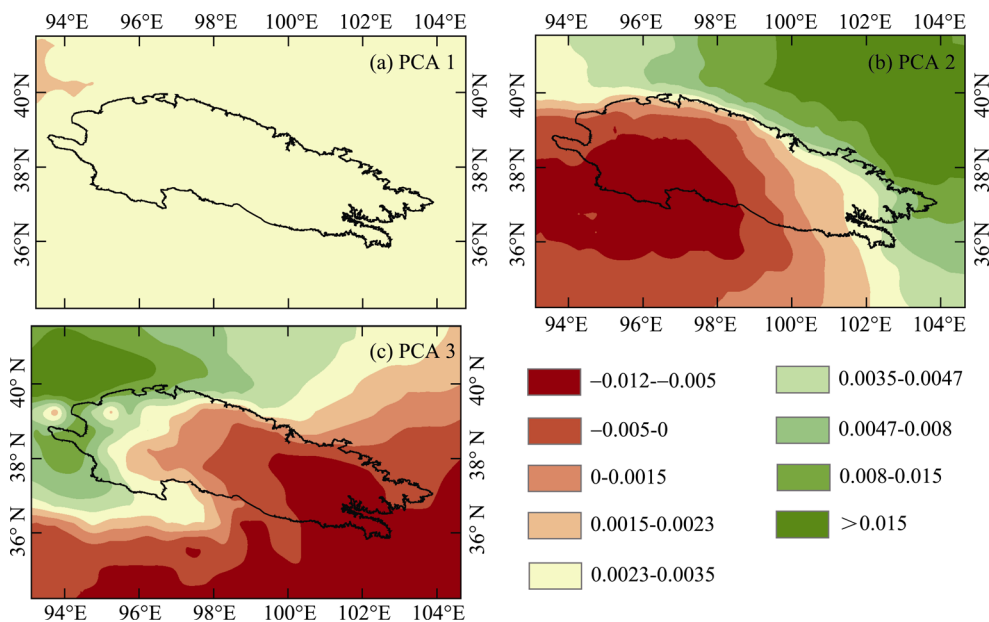 94°E 96°E 98°E 100°E 102°E 104°E
94°E 96°E 98°E 100°E 102°E 104°E
(a) PCA 1
(b) PCA 2
40°N
38°N
36°N
40°N
38°N
36°N
40°N
38°N
36°N
94°E 96°E 98°E 100°E 102°E 104°E
(c) PCA 3
40° N
38° N
36° N
40° N
38° N
36° N
94°E 96°E 98°E 100°E 102°E 104°E
−0.012-−0.005
−0.005-0
0-0.0015
0.0015-0.0023
0.0023-0.0035
0.0035-0.0047
0.0047-0.008
0.008-0.015
>0.015